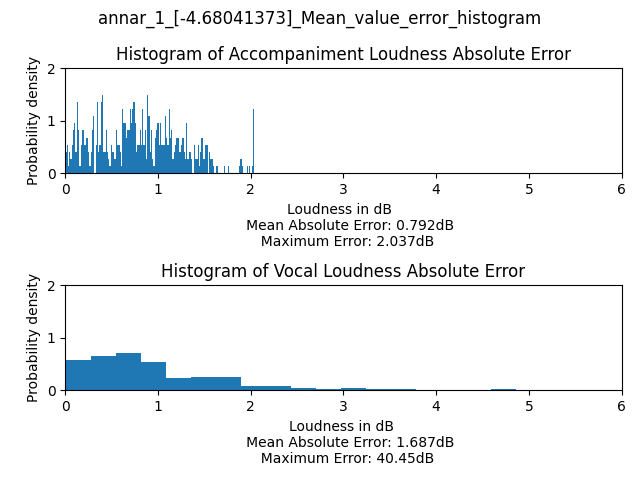 annar_1_[-4.68041373]_Mean_value_error_histogram
Histogram of Accompaniment Loudness Absolute Error
Probability density
2
1
0
0 1 2 3 4 5 6
Loudness in dB
Mean Absolute Error: 0.792dB
Maximum Error: 2.037dB
Histogram of Vocal Loudness Absolute Error
Probability density
2
1
0
0 1 2 3 4 5 6
Loudness in dB
Mean Absolute Error: 1.687dB
Maximum Error: 40.45dB